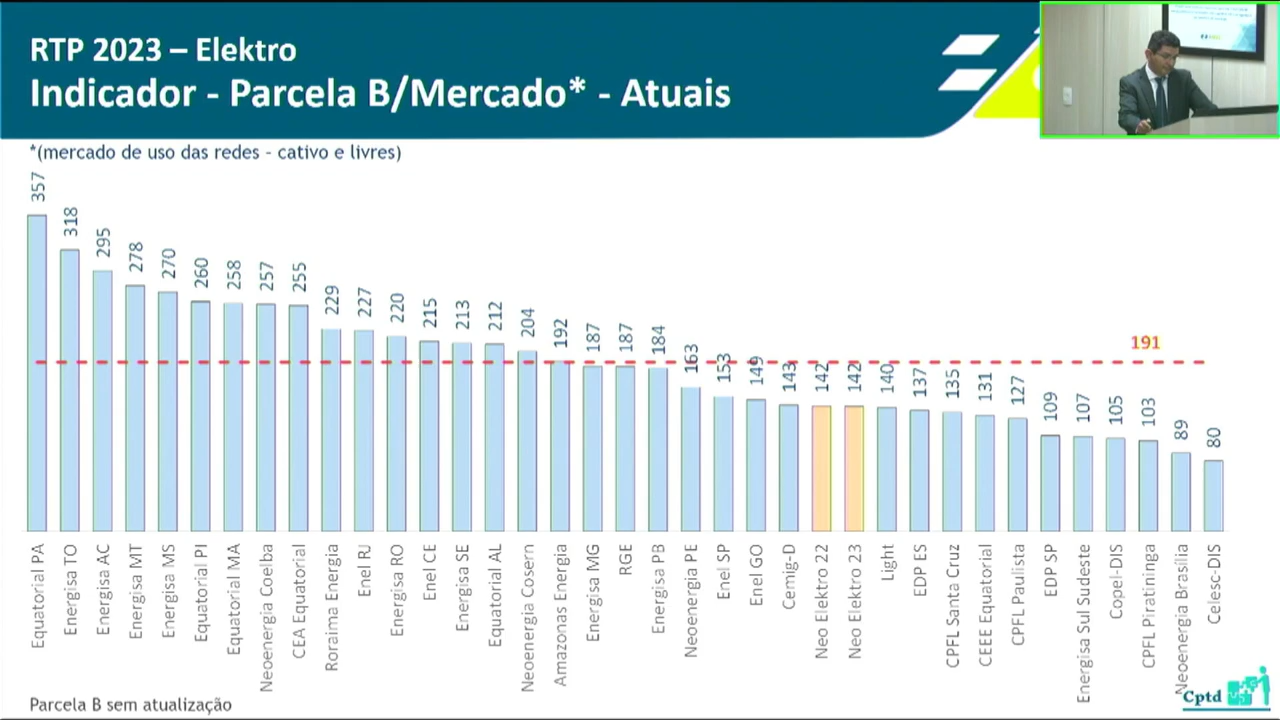 RTP 2023 – Elektro
Indicador - Parcela B/Mercado* - Atuais
*(mercado de uso das redes - cativo e livres)
357
318
295
278
270
260
258
257
255
229
227
220
215
213
212
204
192
187
187
184
163
153
149
143
142
142
140
137
135
131
127
109
107
105
103
89
80
191
Equatorial PA
Energisa TO
Energisa AC
Energisa MT
Energisa MS
Equatorial PI
Equatorial MA
Neoenergia Coelba
CEA Equatorial
Roraima Energia
Enel RJ
Energisa RO
Enel CE
Energisa SE
Equatorial AL
Neoenergia Cosern
Amazonas Energia
Energisa MG
RGE
Energisa PB
Neoenergia PE
Enel SP
Enel GO
Cemig-D
Neo Elektro 22
Neo Elektro 23
Light
EDP ES
CPFL Santa Cruz
CEEE Equatorial
CPFL Paulista
EDP SP
Energisa Sul Sudeste
Copel-DIS
CPFL Piratininga
Neoenergia Brasília
Celesc-DIS
Parcela B sem atualização
Cptd